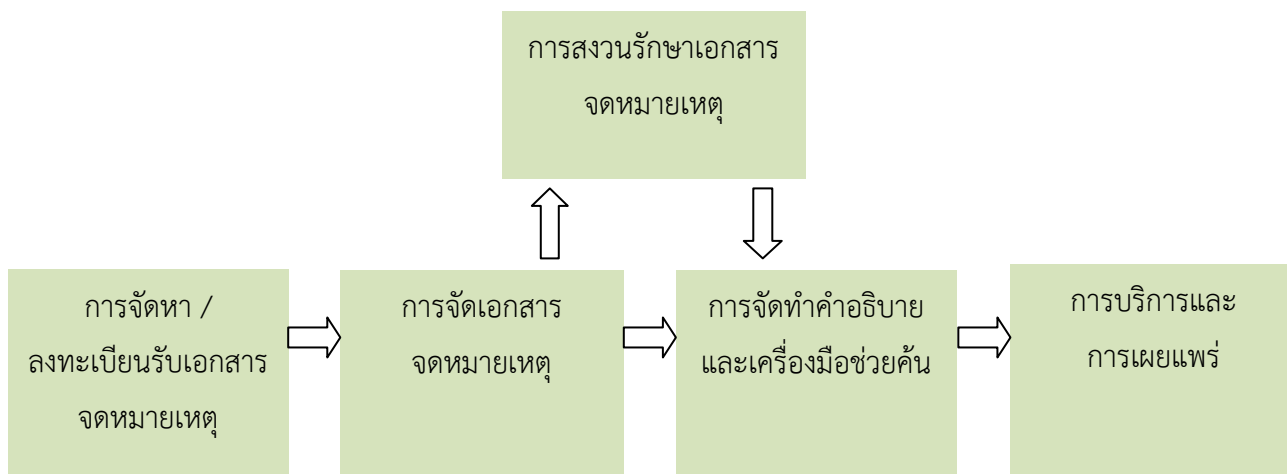 การสงวนรักษาเอกสาร
จดหมายเหตุ
การจัดหา /
ลงทะเบียนรับเอกสาร
จดหมายเหตุ
การจัดเอกสาร
จดหมายเหตุ
การจัดทำคำอธิบาย
และเครื่องมือช่วยค้น
การบริการและ
การเผยแพร่